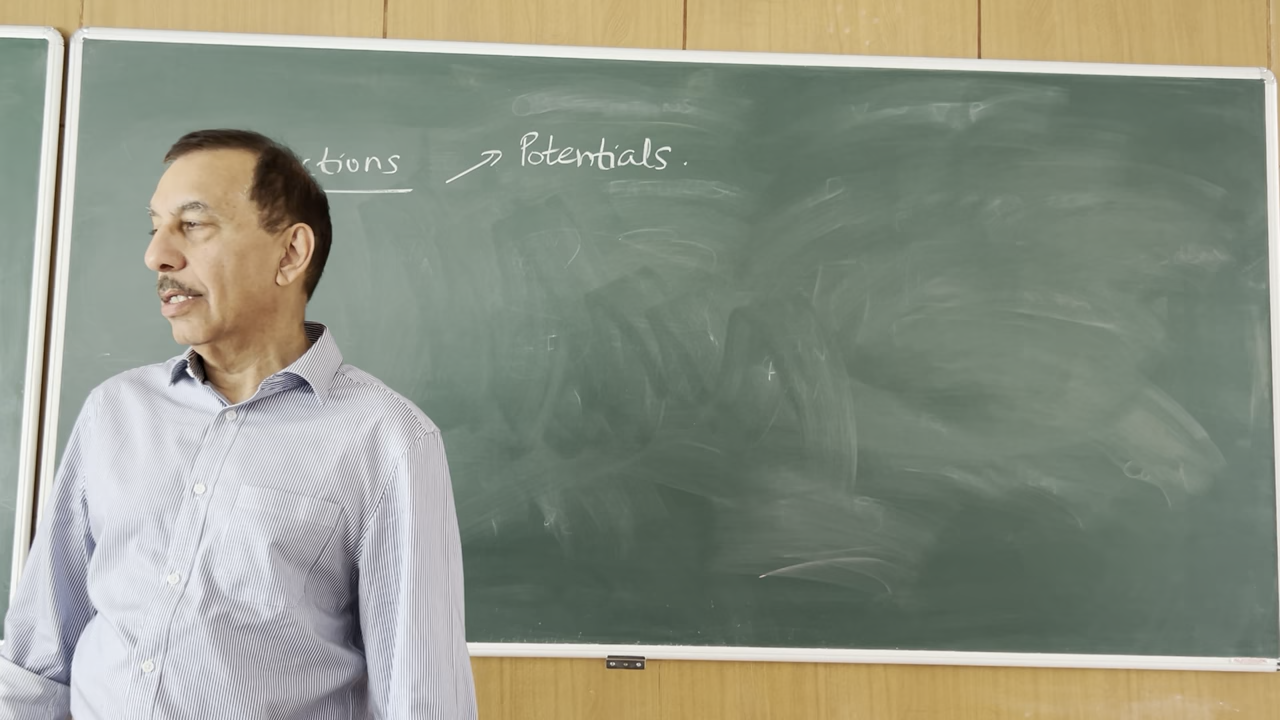 ctions → Potentials.